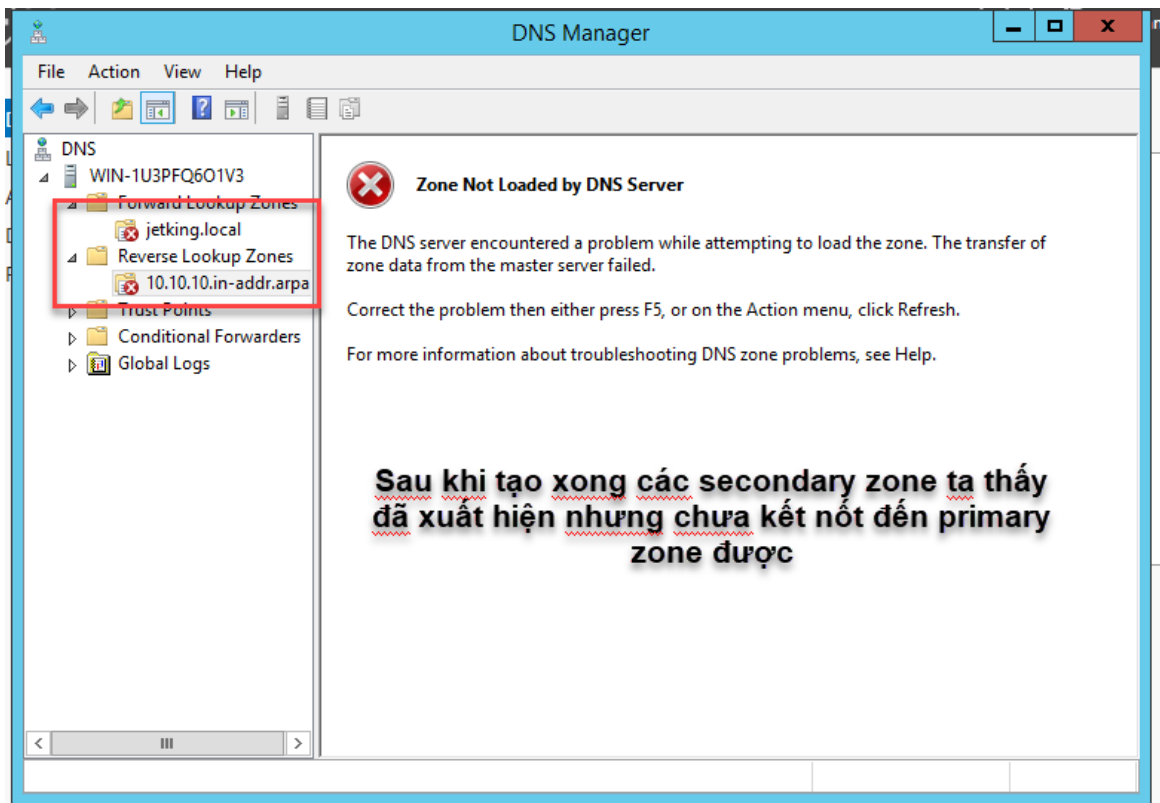 DNS Manager
File Action View Help
DNS
WIN-1U3PFQ6O1V3
Forward Lookup Zones
jetking.local
Reverse Lookup Zones
10.10.10.in-addr.arpa
Trust Points
Conditional Forwarders
Global Logs
Zone Not Loaded by DNS Server
The DNS server encountered a problem while attempting to load the zone. The transfer of
zone data from the master server failed.
Correct the problem then either press F5, or on the Action menu, click Refresh.
For more information about troubleshooting DNS zone problems, see Help.
Sau khi tạo xong các secondary zone ta thấy
đã xuất hiện nhưng chưa kết nốt đến primary
zone được